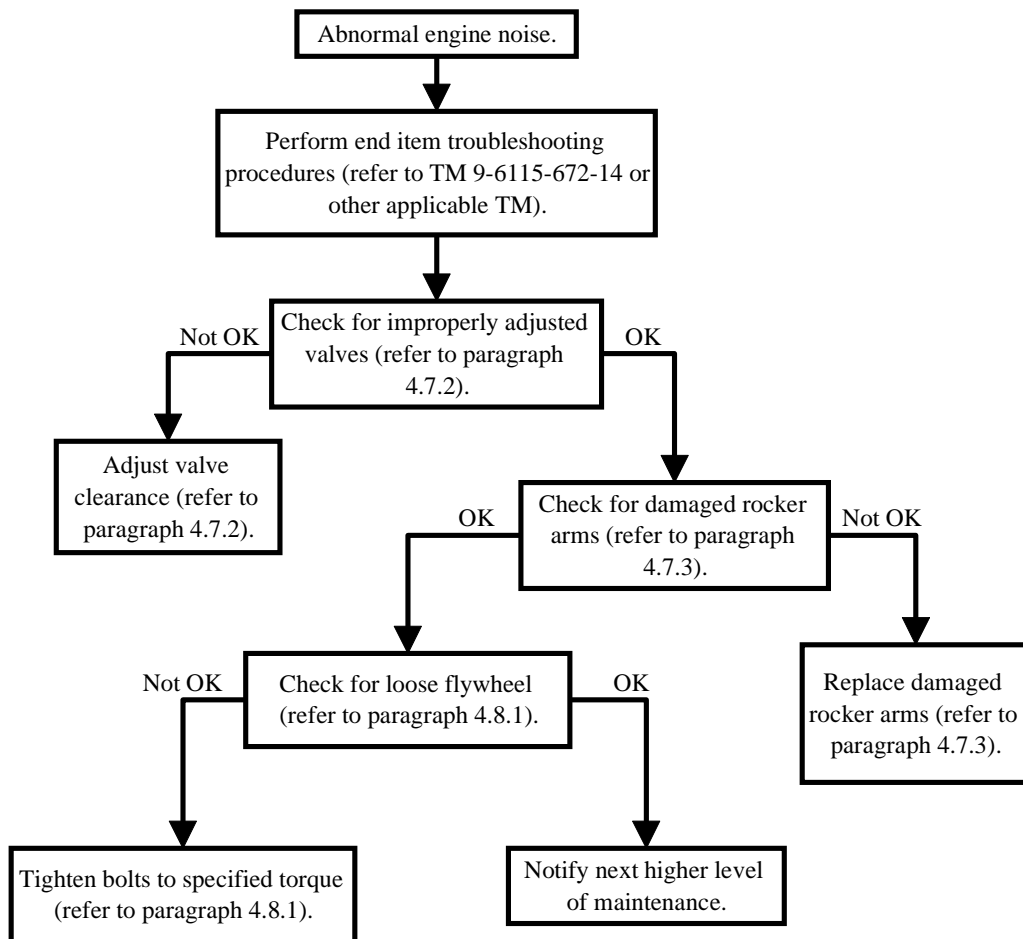 Abnormal engine noise.
Perform end item troubleshooting
procedures (refer to TM 9-6115-672-14 or
other applicable TM).
Not OK
Check for improperly adjusted
valves (refer to paragraph
4.7.2).
OK
Adjust valve
clearance (refer to
paragraph 4.7.2).
OK
Check for damaged rocker
arms (refer to paragraph
4.7.3).
Not OK
Not OK
Check for loose flywheel
(refer to paragraph 4.8.1).
OK
Replace damaged
rocker arms (refer to
paragraph 4.7.3).
Tighten bolts to specified torque
(refer to paragraph 4.8.1).
Notify next higher level
of maintenance.